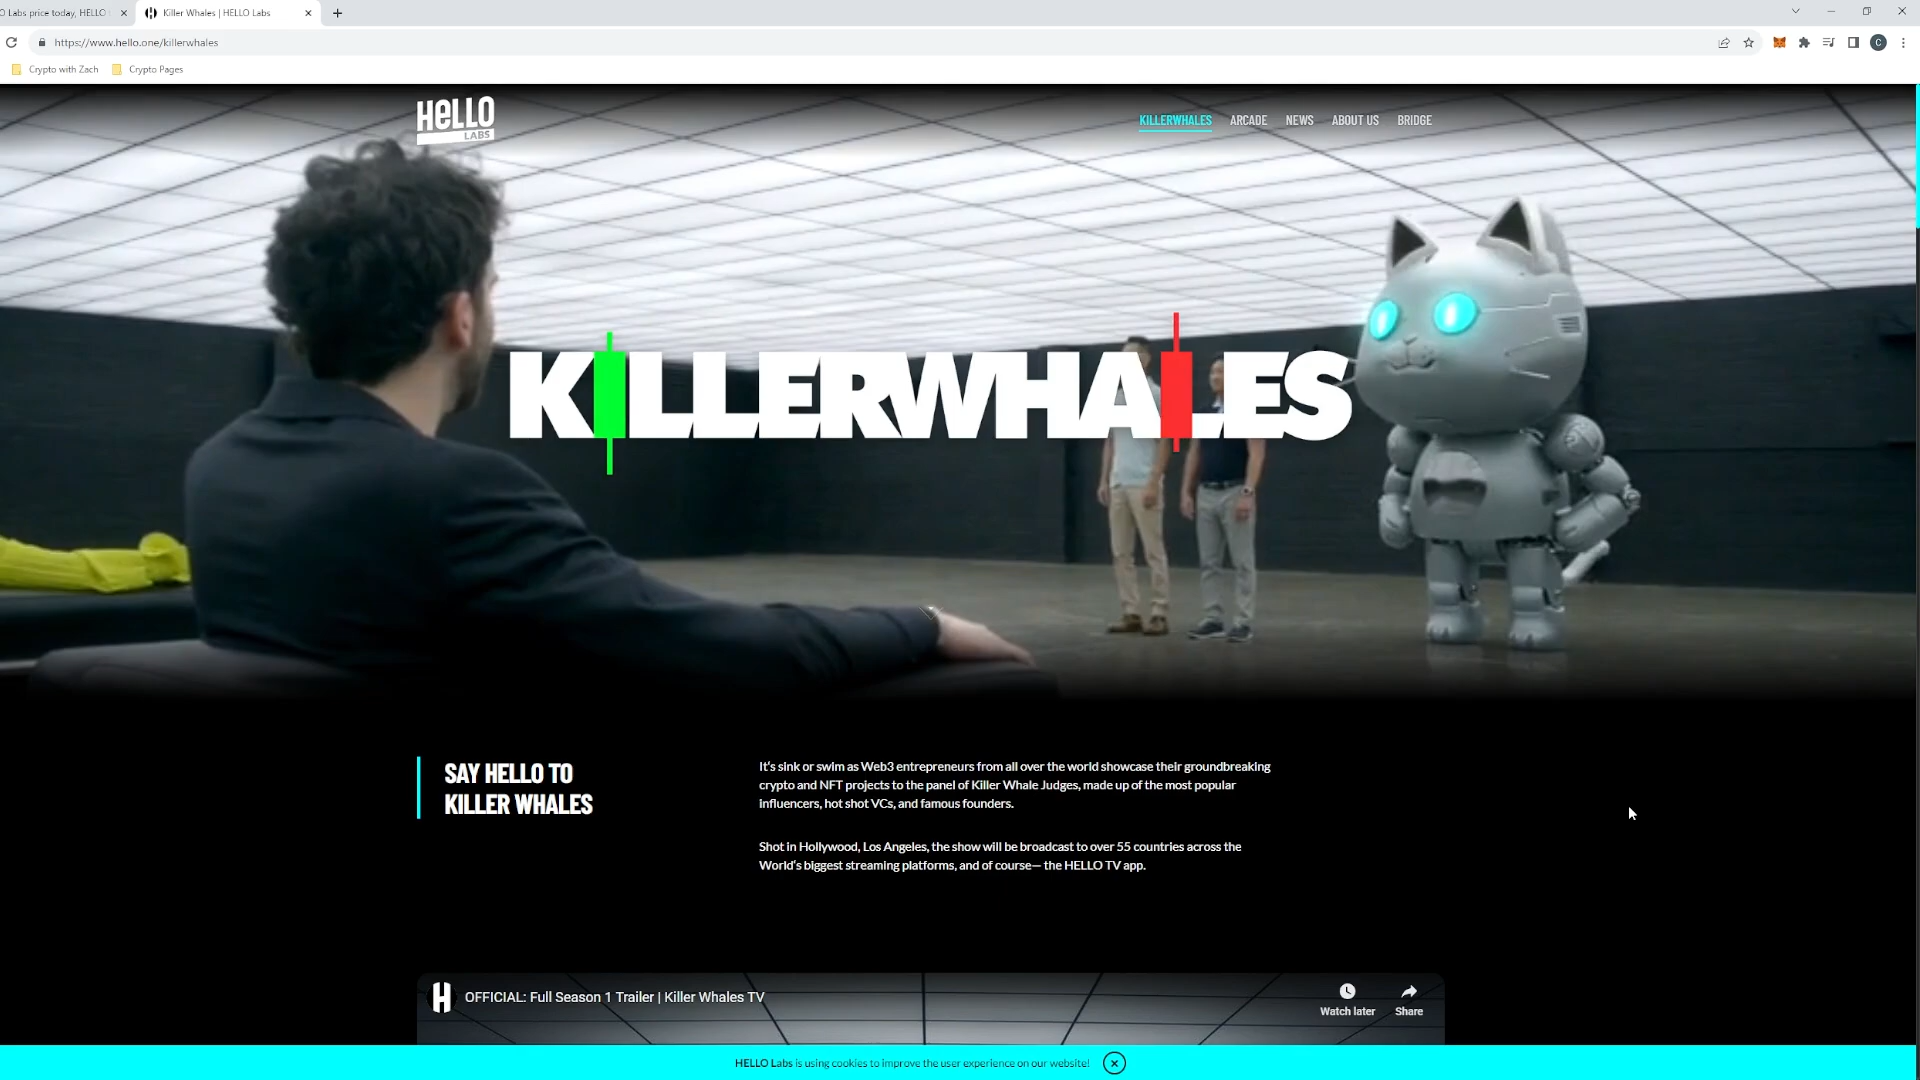 O Labs price today, HELLO
Killer Whales | HELLO Labs
https://www.hello.one/killerwhales
C
Crypto with Zach
Crypto Pages
HELLO
LABS
KILLERWHALES
ARCADE
NEWS
ABOUT US
BRIDGE
KILLERWHALES
SAY HELLO TO
KILLER WHALES
It's sink or swim as Web3 entrepreneurs from all over the world showcase their groundbreaking
crypto and NFT projects to the panel of Killer Whale Judges, made up of the most popular
influencers, hot shot VCs, and famous founders.
Shot in Hollywood, Los Angeles, the show will be broadcast to over 55 countries across the
World's biggest streaming platforms, and of course— the HELLO TV app.
H
OFFICIAL: Full Season 1 Trailer | Killer Whales TV
Watch later
Share
HELLO Labs is using cookies to improve the user experience on our website!